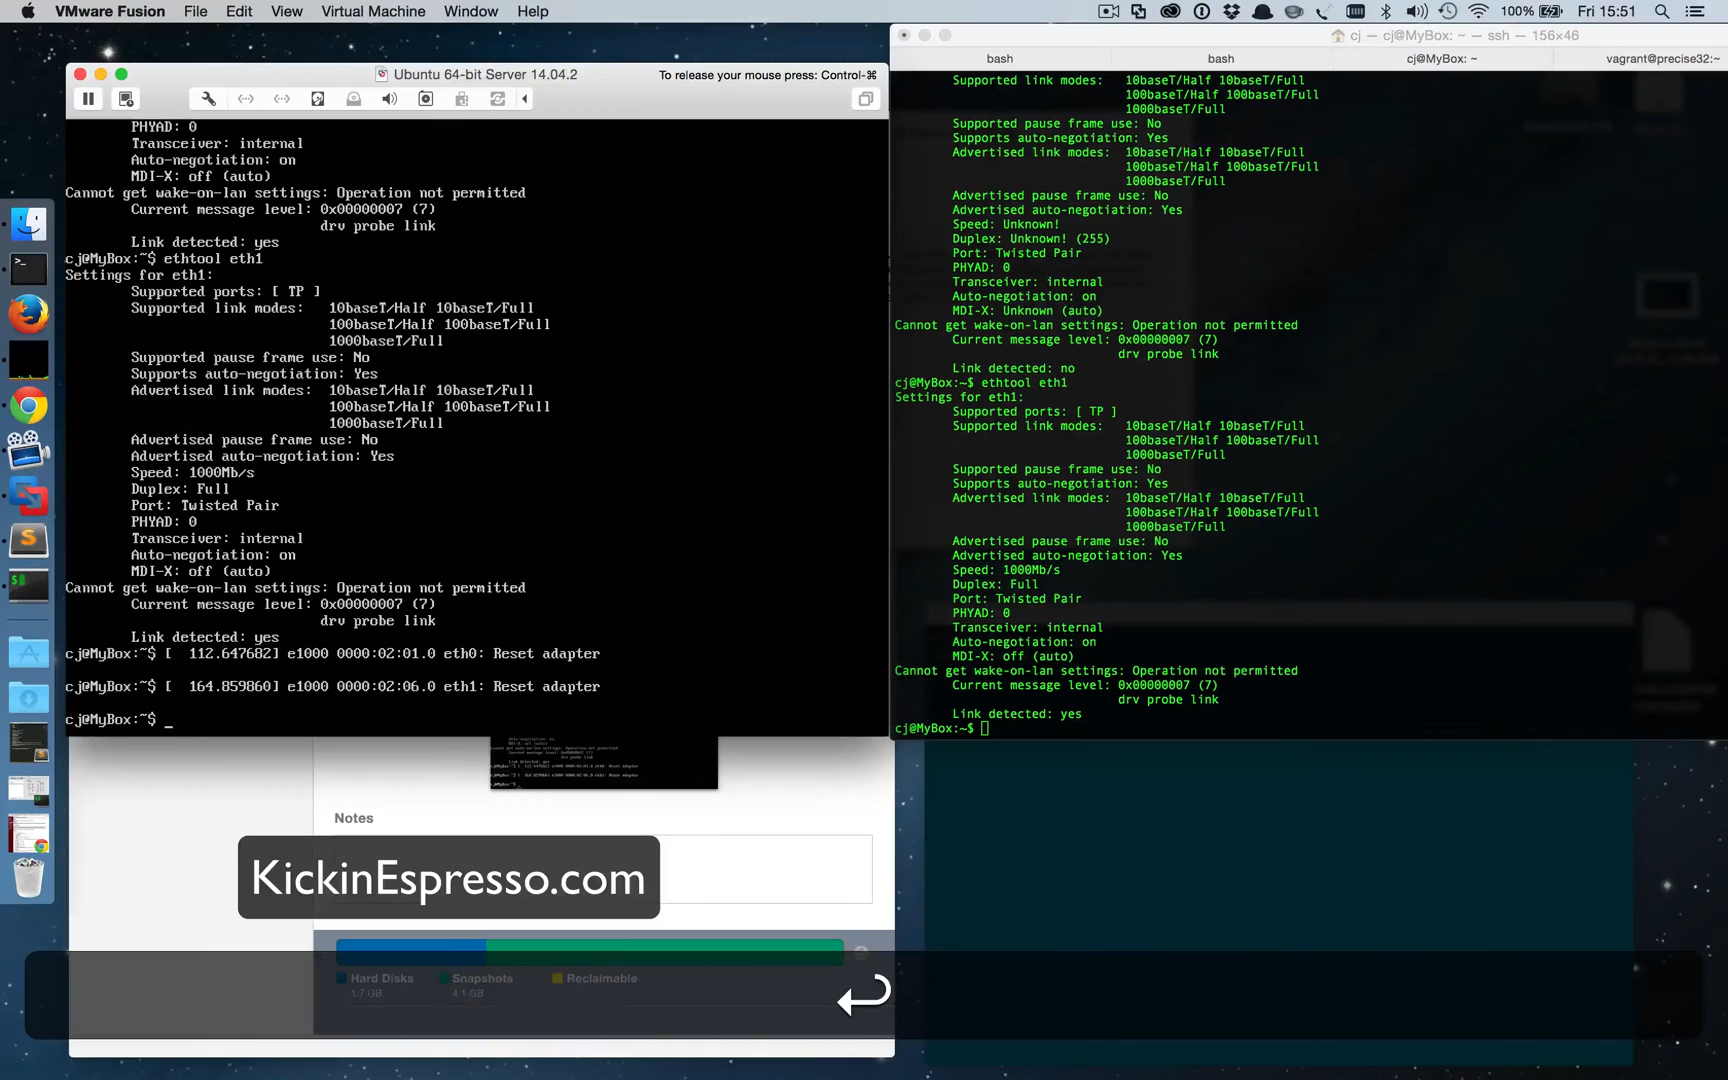 VMware Fusion File Edit View Virtual Machine Window Help
100% Fri 15:51
Ubuntu 64-bit Server 14.04.2
To release your mouse press: Control-⌘
PHYAD: 0
Transceiver: internal
Auto-negotiation: on
MDI-X: off (auto)
Cannot get wake-on-lan settings: Operation not permitted
Current message level: 0x00000007 (7)
drv probe link
Link detected: yes
cj@MyBox:~$ ethtool eth1
Settings for eth1:
Supported ports: [ TP ]
Supported link modes: 10baseT/Half 10baseT/Full
100baseT/Half 100baseT/Full
1000baseT/Full
Supported pause frame use: No
Supports auto-negotiation: Yes
Advertised link modes: 10baseT/Half 10baseT/Full
100baseT/Half 100baseT/Full
1000baseT/Full
Advertised pause frame use: No
Advertised auto-negotiation: Yes
Speed: 1000Mb/s
Duplex: Full
Port: Twisted Pair
PHYAD: 0
Transceiver: internal
Auto-negotiation: on
MDI-X: off (auto)
Cannot get wake-on-lan settings: Operation not permitted
Current message level: 0x00000007 (7)
drv probe link
Link detected: yes
cj@MyBox:~$ [  112.647682] e1000 0000:02:01.0 eth0: Reset adapter
cj@MyBox:~$ [  164.859860] e1000 0000:02:06.0 eth1: Reset adapter
cj@MyBox:~$ _
cj — cj@MyBox: ~ — ssh — 156×46
bash bash cj@MyBox: ~ vagrant@precise32:~
Supported link modes: 10baseT/Half 10baseT/Full
100baseT/Half 100baseT/Full
1000baseT/Full
Supported pause frame use: No
Supports auto-negotiation: Yes
Advertised link modes: 10baseT/Half 10baseT/Full
100baseT/Half 100baseT/Full
1000baseT/Full
Advertised pause frame use: No
Advertised auto-negotiation: Yes
Speed: Unknown!
Duplex: Unknown! (255)
Port: Twisted Pair
PHYAD: 0
Transceiver: internal
Auto-negotiation: on
MDI-X: Unknown (auto)
Cannot get wake-on-lan settings: Operation not permitted
Current message level: 0x00000007 (7)
drv probe link
Link detected: no
cj@MyBox:~$ ethtool eth1
Settings for eth1:
Supported ports: [ TP ]
Supported link modes: 10baseT/Half 10baseT/Full
100baseT/Half 100baseT/Full
1000baseT/Full
Supported pause frame use: No
Supports auto-negotiation: Yes
Advertised link modes: 10baseT/Half 10baseT/Full
100baseT/Half 100baseT/Full
1000baseT/Full
Advertised pause frame use: No
Advertised auto-negotiation: Yes
Speed: 1000Mb/s
Duplex: Full
Port: Twisted Pair
PHYAD: 0
Transceiver: internal
Auto-negotiation: on
MDI-X: off (auto)
Cannot get wake-on-lan settings: Operation not permitted
Current message level: 0x00000007 (7)
drv probe link
Link detected: yes
cj@MyBox:~$
Notes
KickinEspresso.com
Hard Disks Snapshots Reclaimable
1.7 GB 4.1 GB